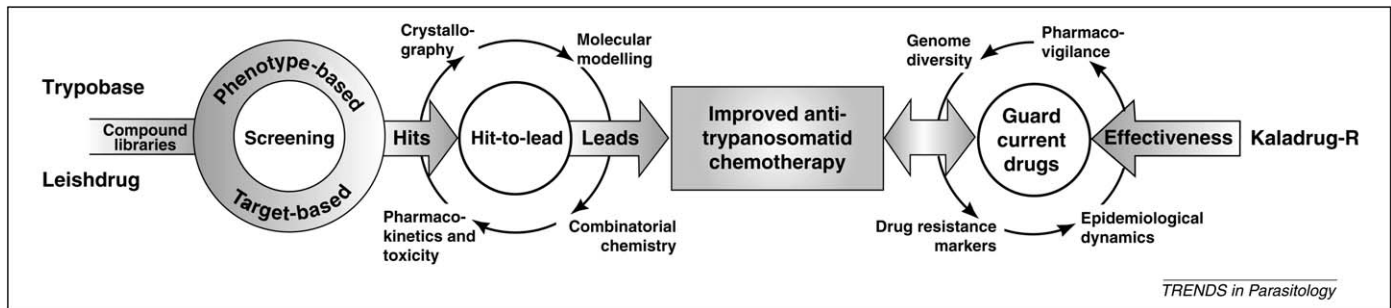 Trypobase
Compound
libraries
Leishdrug
Phenotype-based
Screening
Target-based
Hits
Crystallo-
graphy
Molecular
modelling
Hit-to-lead
Pharmaco-
kinetics and
toxicity
Combinatorial
chemistry
Leads
Improved anti-
trypanosomatid
chemotherapy
Genome
diversity
Pharmaco-
vigilance
Guard
current
drugs
Drug resistance
markers
Epidemiological
dynamics
Effectiveness
Kaladrug-R
TRENDS in Parasitology